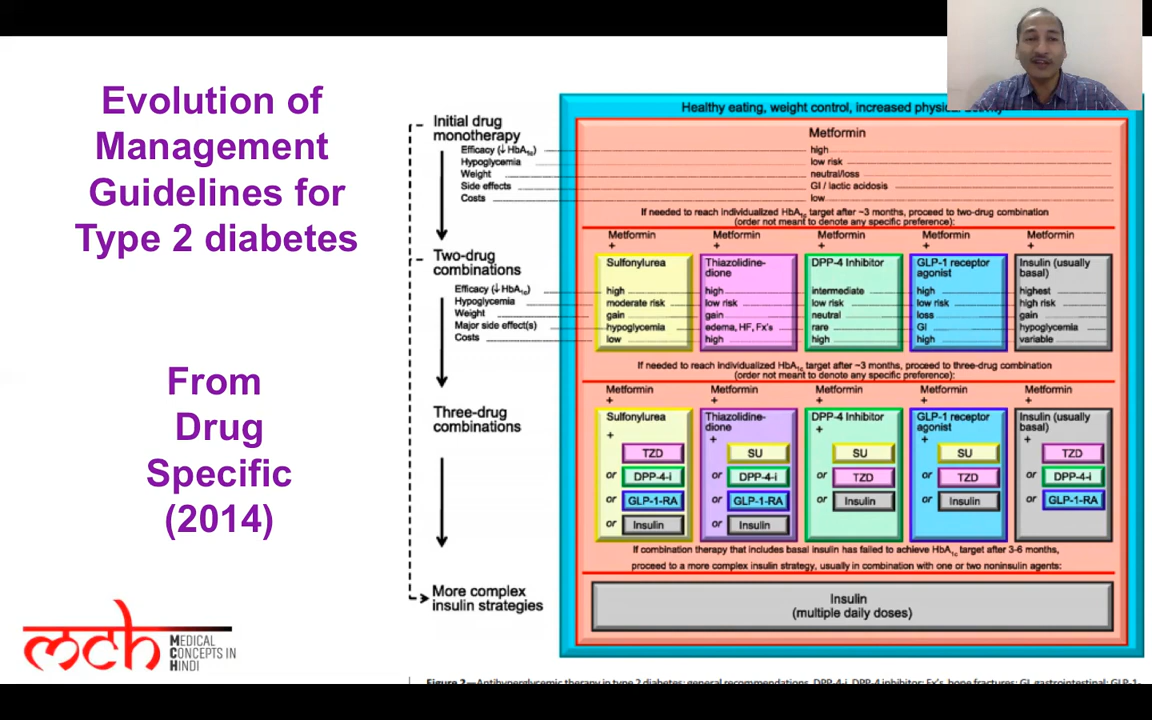 Evolution of
Management
Guidelines for
Type 2 diabetes
From
Drug
Specific
(2014)
mch
MEDICAL
CONCEPTS IN
HINDI
Healthy eating, weight control, increased
Initial drug
monotherapy
Efficacy (↓ HbA1c)
Hypoglycemia
Weight
Side effects
Costs
Metformin
high
low risk
neutral/loss
GI / lactic acidosis
low
If needed to reach individualized HbA1c target after ~3 months, proceed to two-drug combination
(order not meant to denote any specific preference):
Two-drug
combinations
Efficacy (↓ HbA1c)
Hypoglycemia
Weight
Major side effect(s)
Costs
Metformin
+
Sulfonylurea
high
moderate risk
gain
hypoglycemia
low
Metformin
+
Thiazolidine-
dione
high
low risk
gain
edema, HF, Fx's
high
Metformin
+
DPP-4 Inhibitor
intermediate
low risk
neutral
rare
high
Metformin
+
GLP-1 receptor
agonist
high
low risk
loss
GI
high
Metformin
+
Insulin (usually
basal)
highest
high risk
gain
hypoglycemia
variable
If needed to reach individualized HbA1c target after ~3 months, proceed to three-drug combination
(order not meant to denote any specific preference):
Three-drug
combinations
Metformin
+
Sulfonylurea
+
TZD
or DPP-4-i
or GLP-1-RA
or Insulin
Metformin
+
Thiazolidine-
dione
+
SU
or DPP-4-i
or GLP-1-RA
or Insulin
Metformin
+
DPP-4 Inhibitor
+
SU
or TZD
or Insulin
Metformin
+
GLP-1 receptor
agonist
+
SU
or TZD
or Insulin
Metformin
+
Insulin (usually
basal)
+
TZD
or DPP-4-i
or GLP-1-RA
If combination therapy that includes basal insulin has failed to achieve HbA1c target after 3-6 months,
proceed to a more complex insulin strategy, usually in combination with one or two noninsulin agents:
More complex
insulin strategies
Insulin
(multiple daily doses)
Figure 2—Antihyperglycemic therapy in type 2 diabetes: general recommendations. DPP-4-i, DPP-4 inhibitor; Fx's, bone fractures; GI, gastrointestinal; GLP-1-